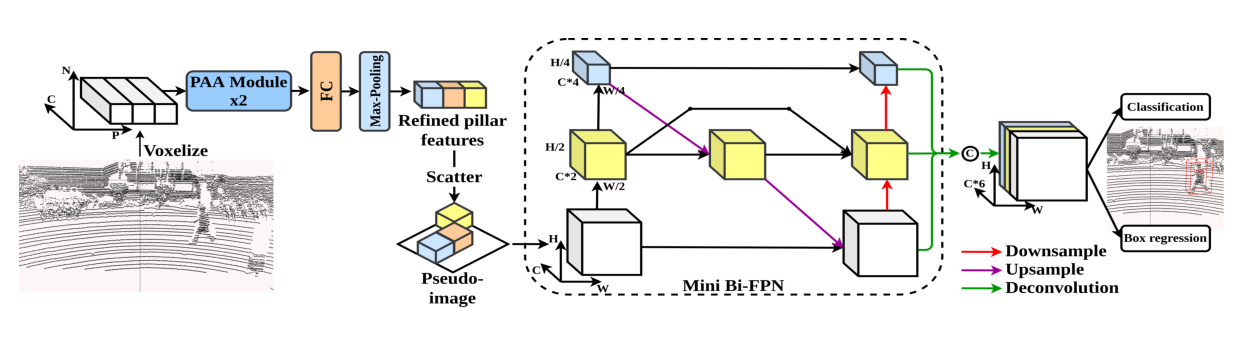 N
C
P
PAA Module
x2
FC
Max-Pooling
Refined pillar
features
Voxelize
Scatter
Pseudo-
image
H/4
C*4
W/4
H/2
C*2
W/2
H
C
W
Mini Bi-FPN
C
H
C*6
W
Classification
Box regression
Downsample
Upsample
Deconvolution